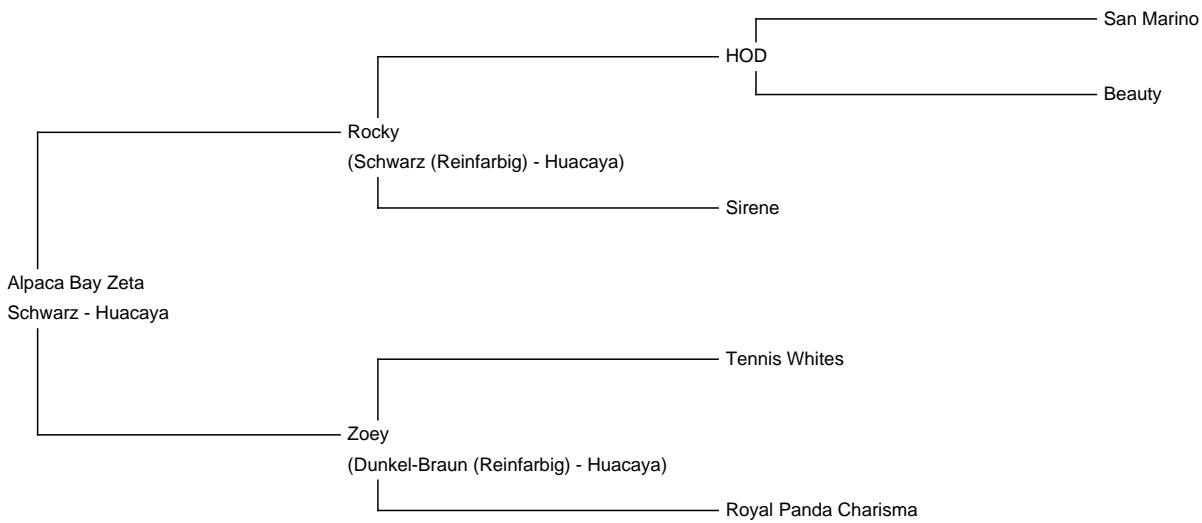 San Marino
HOD
Beauty
Rocky
(Schwarz (Reinfarbig) - Huacaya)
Sirene
Alpaca Bay Zeta
Schwarz - Huacaya
Tennis Whites
Zoey
(Dunkel-Braun (Reinfarbig) - Huacaya)
Royal Panda Charisma